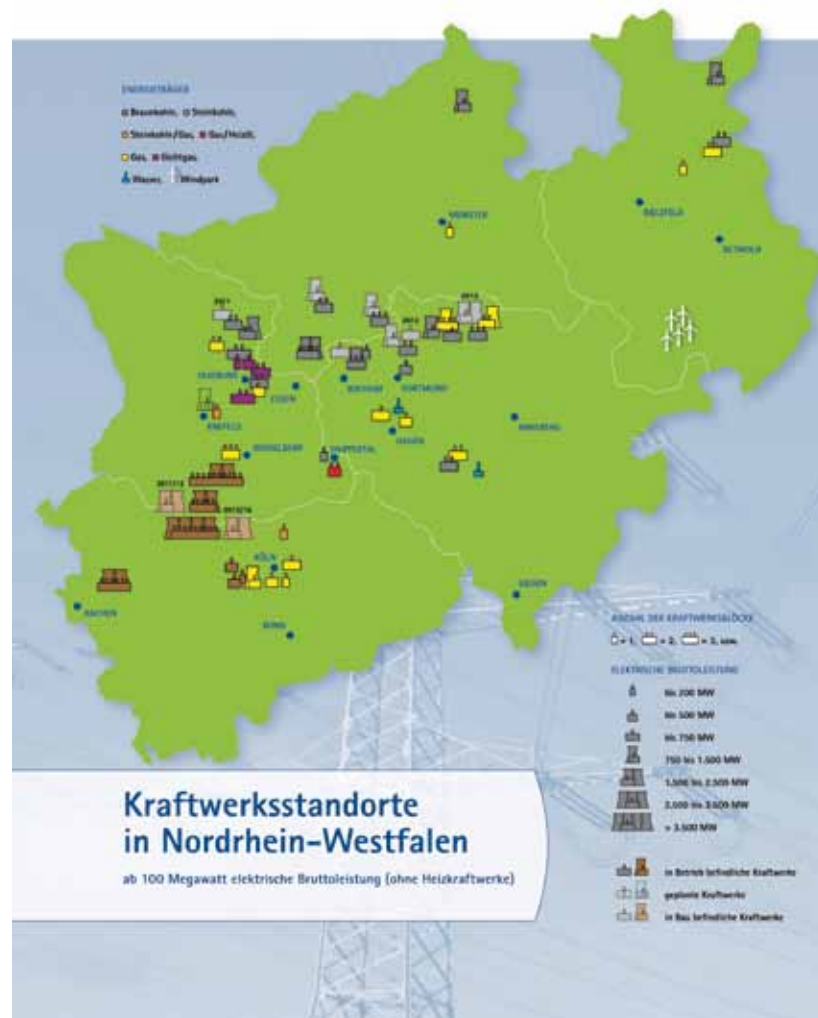 ENERGIETRÄGER
Braunkohle, Steinkohle,
Steinkohle/Gas, Gas/Heizöl,
Gas, Gichtgas,
Wasser, Windpark
MÜNSTER
BIELEFELD
DETMOLD
DUISBURG
ESSEN
BOCHUM
DORTMUND
KREFELD
HAGEN
ARNSBERG
DÜSSELDORF
WUPPERTAL
KÖLN
AACHEN
BONN
SIEGEN
ANZAHL DER KRAFTWERKSBLÖCKE
= 1, = 2, = 3, usw.
ELEKTRISCHE BRUTTOLEISTUNG
bis 200 MW
bis 500 MW
bis 750 MW
750 bis 1.500 MW
1.500 bis 2.500 MW
2.500 bis 3.500 MW
> 3.500 MW
in Betrieb befindliche Kraftwerke
geplante Kraftwerke
in Bau befindliche Kraftwerke
Kraftwerksstandorte
in Nordrhein-Westfalen
ab 100 Megawatt elektrische Bruttoleistung (ohne Heizkraftwerke)